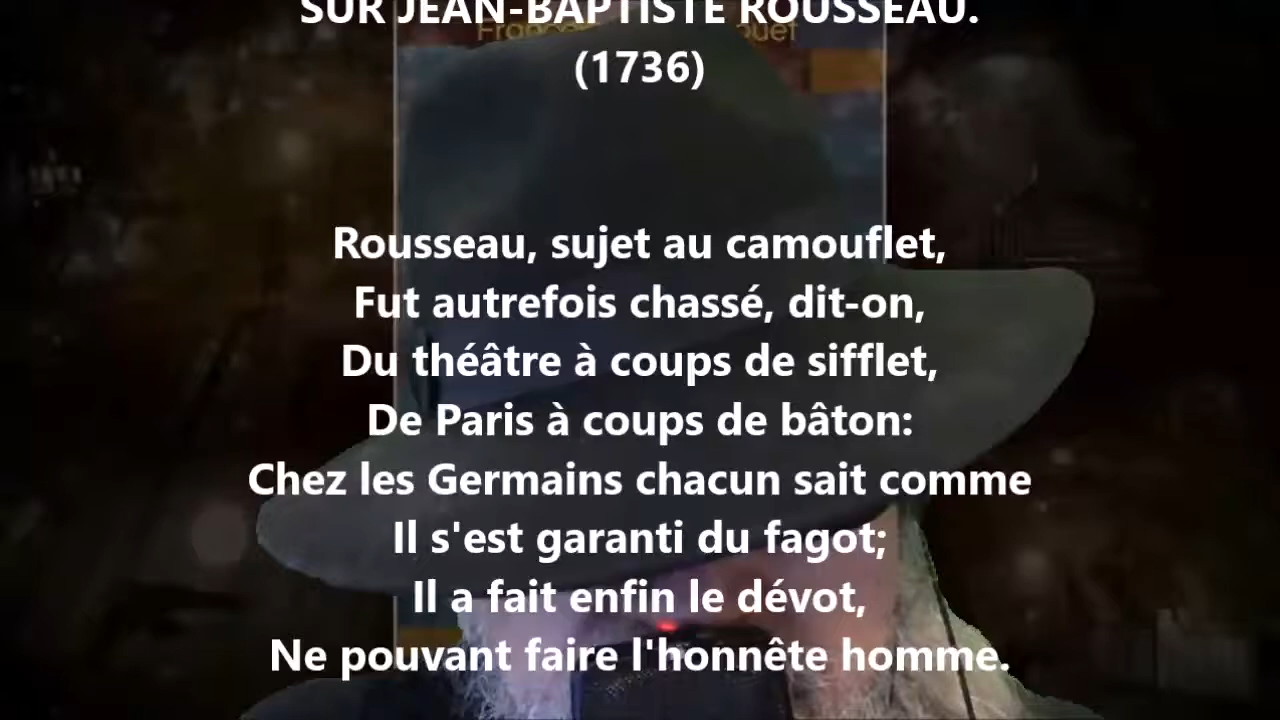 SUR JEAN-BAPTISTE ROUSSEAU.
(1736)
Rousseau, sujet au camouflet,
Fut autrefois chassé, dit-on,
Du théâtre à coups de sifflet,
De Paris à coups de bâton:
Chez les Germains chacun sait comme
Il s'est garanti du fagot;
Il a fait enfin le dévot,
Ne pouvant faire l'honnête homme.